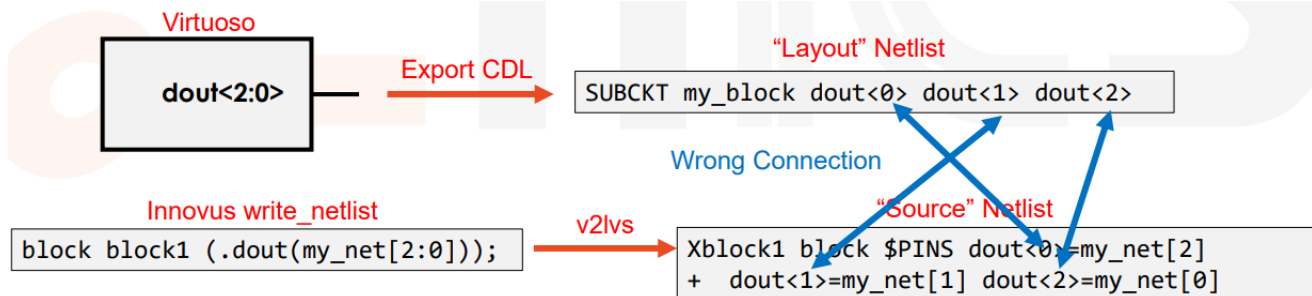 Virtuoso
dout<2:0>
Export CDL
“Layout” Netlist
SUBCKT my_block dout<0> dout<1> dout<2>
Wrong Connection
Innovus write_netlist
block block1 (.dout(my_net[2:0]));
v2lvs
“Source” Netlist
Xblock1 block $PINS dout<0>=my_net[2]
+ dout<1>=my_net[1] dout<2>=my_net[0]